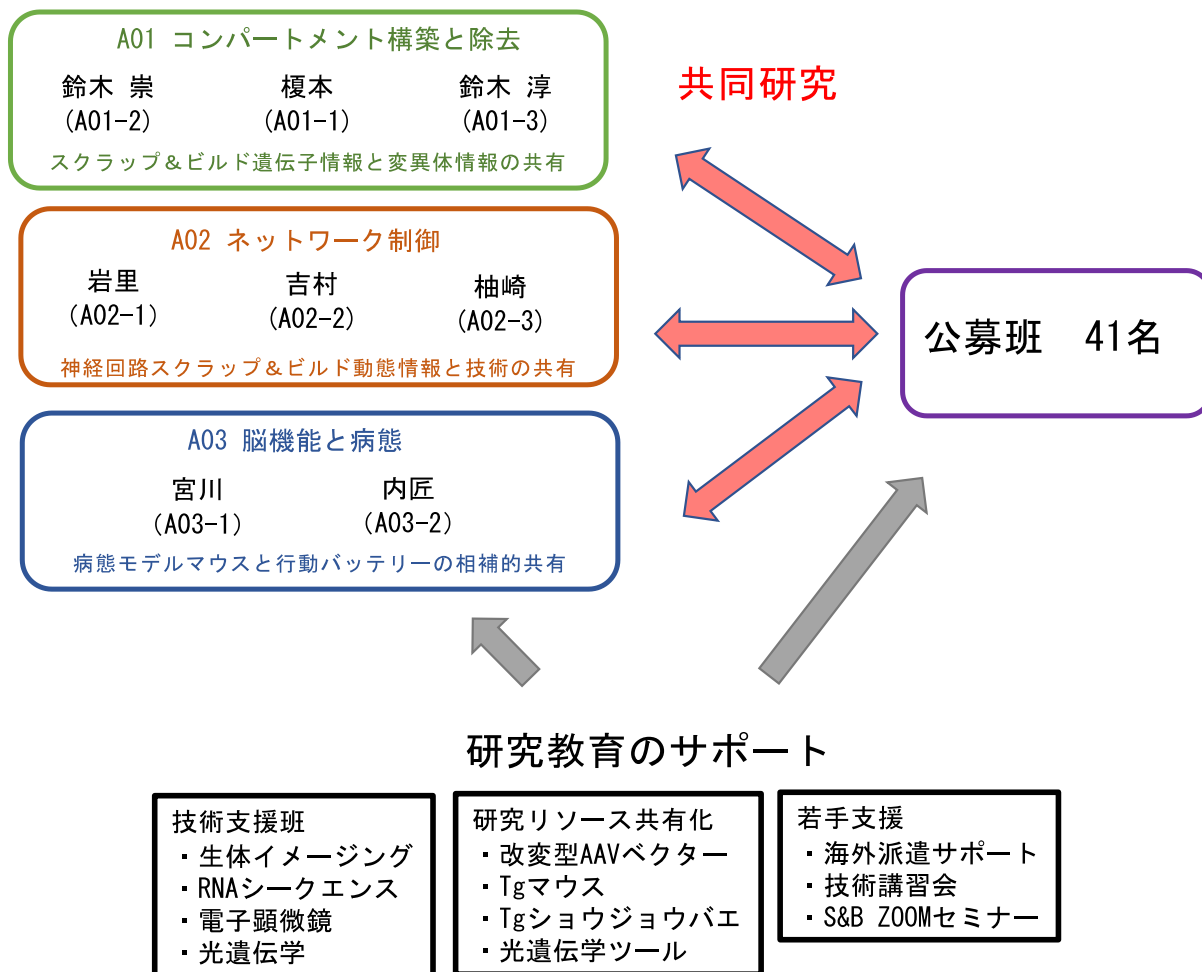 A01 コンパートメント構築と除去
鈴木 崇 榎本 鈴木 淳
(A01-2) (A01-1) (A01-3)
スクラップ＆ビルド遺伝子情報と変異体情報の共有
共同研究
A02 ネットワーク制御
岩里 吉村 柚崎
(A02-1) (A02-2) (A02-3)
神経回路スクラップ＆ビルド動態情報と技術の共有
公募班　41名
A03 脳機能と病態
宮川 内匠
(A03-1) (A03-2)
病態モデルマウスと行動バッテリーの相補的共有
研究教育のサポート
技術支援班
・生体イメージング
・RNAシークエンス
・電子顕微鏡
・光遺伝学
研究リソース共有化
・改変型AAVベクター
・Tgマウス
・Tgショウジョウバエ
・光遺伝学ツール
若手支援
・海外派遣サポート
・技術講習会
・S&B ZOOMセミナー